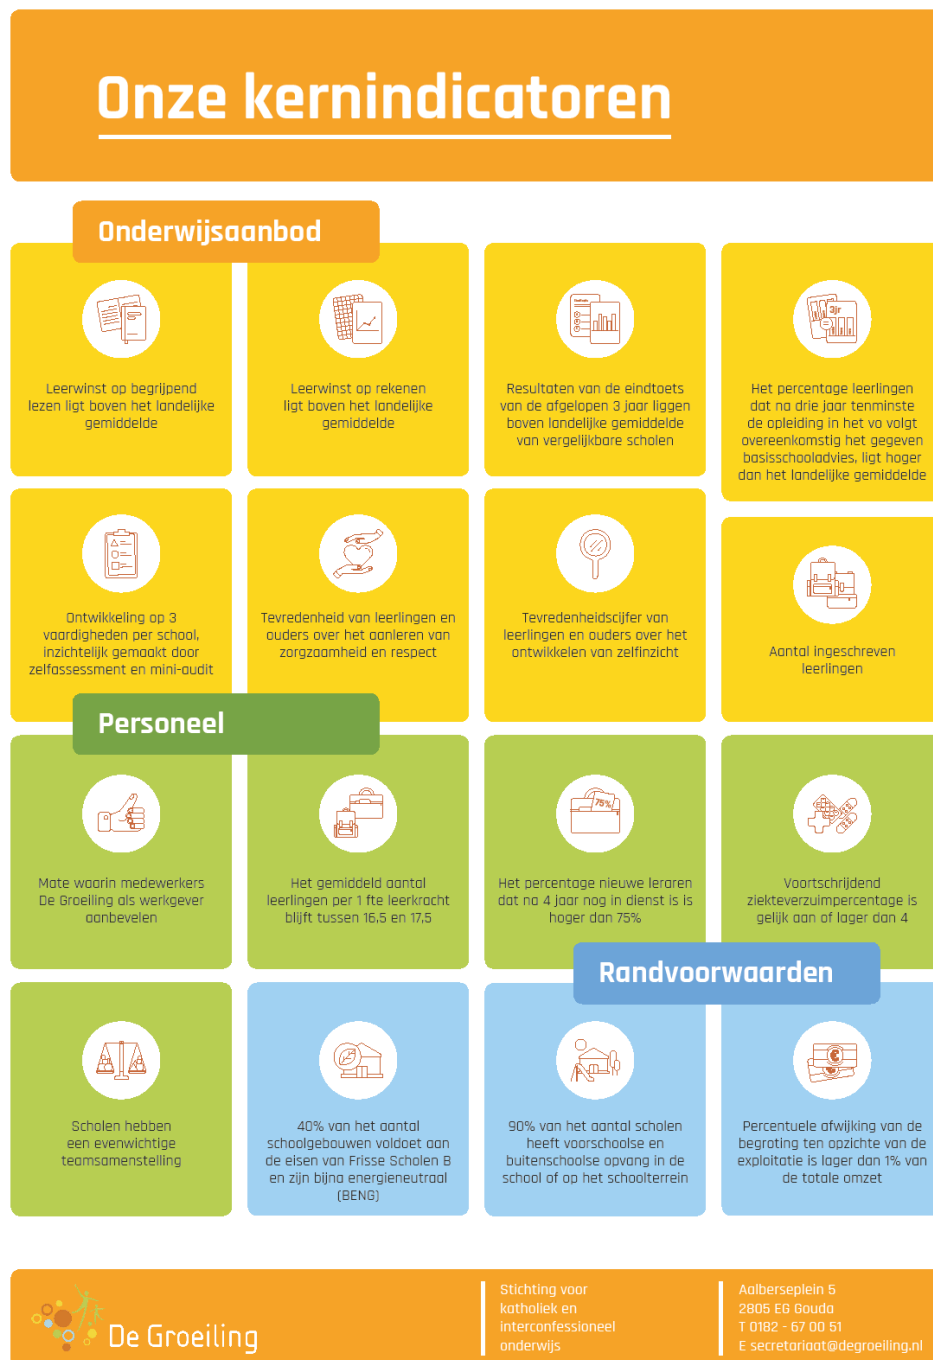 Onze kernindicatoren
Onderwijsaanbod
Leerwinst op begrijpend
lezen ligt boven het landelijke
gemiddelde
Leerwinst op rekenen
ligt boven het landelijke
gemiddelde
Resultaten van de eindtoets
van de afgelopen 3 jaar liggen
boven landelijke gemiddelde
van vergelijkbare scholen
3jr
Het percentage leerlingen
dat na drie jaar tenminste
de opleiding in het vo volgt
overeenkomstig het gegeven
basisschooladvies, ligt hoger
dan het landelijke gemiddelde
Ontwikkeling op 3
vaardigheden per school,
inzichtelijk gemaakt door
zelfassessment en mini-audit
Tevredenheid van leerlingen en
ouders over het aanleren van
zorgzaamheid en respect
Tevredenheidscijfer van
leerlingen en ouders over het
ontwikkelen van zelfinzicht
Aantal ingeschreven
leerlingen
Personeel
Mate waarin medewerkers
De Groeiling als werkgever
aanbevelen
Het gemiddeld aantal
leerlingen per 1 fte leerkracht
blijft tussen 16,5 en 17,5
75%
Het percentage nieuwe leraren
dat na 4 jaar nog in dienst is is
hoger dan 75%
Voortschrijdend
ziekteverzuimpercentage is
gelijk aan of lager dan 4
Randvoorwaarden
Scholen hebben
een evenwichtige
teamsamenstelling
40% van het aantal
schoolgebouwen voldoet aan
de eisen van Frisse Scholen B
en zijn bijna energieneutraal
(BENG)
90% van het aantal scholen
heeft voorschoolse en
buitenschoolse opvang in de
school of op het schoolterrein
€
Percentuele afwijking van de
begroting ten opzichte van de
exploitatie is lager dan 1% van
de totale omzet
De Groeiling
Stichting voor
katholiek en
interconfessioneel
onderwijs
Aalberseplein 5
2805 EG Gouda
T 0182 - 67 00 51
E secretariaat@degroeiling.nl